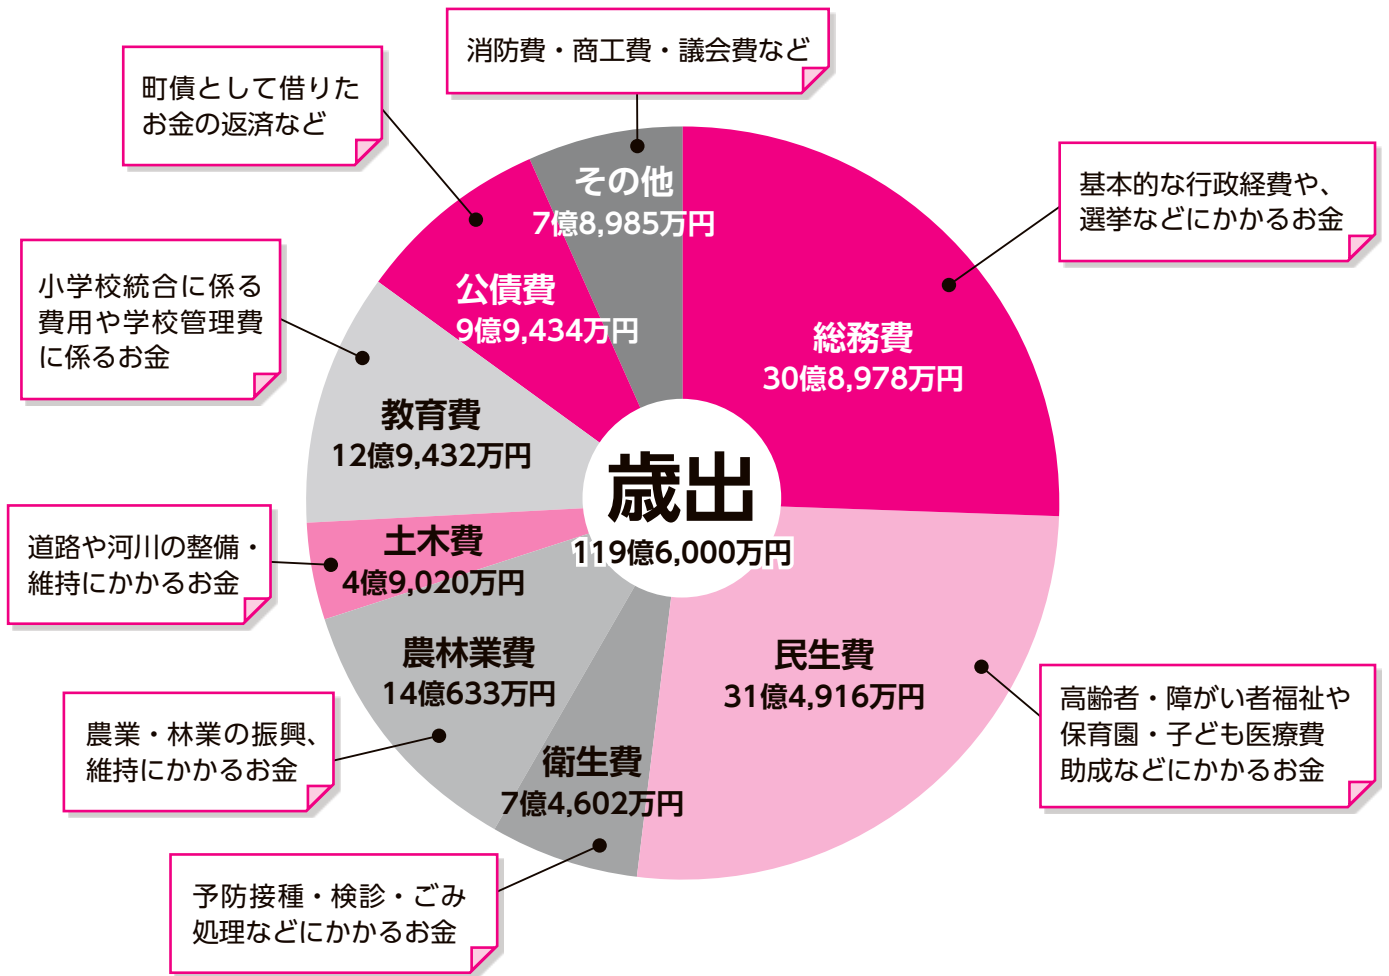 消防費・商工費・議会費など
町債として借りた
お金の返済など
基本的な行政経費や、
選挙などにかかるお金
その他
7億8,985万円
公債費
9億9,434万円
総務費
30億8,978万円
小学校統合に係る
費用や学校管理費
に係るお金
教育費
12億9,432万円
歳出
119億6,000万円
道路や河川の整備・
維持にかかるお金
土木費
4億9,020万円
農林業費
14億633万円
民生費
31億4,916万円
高齢者・障がい者福祉や
保育園・子ども医療費
助成などにかかるお金
農業・林業の振興、
維持にかかるお金
衛生費
7億4,602万円
予防接種・検診・ごみ
処理などにかかるお金